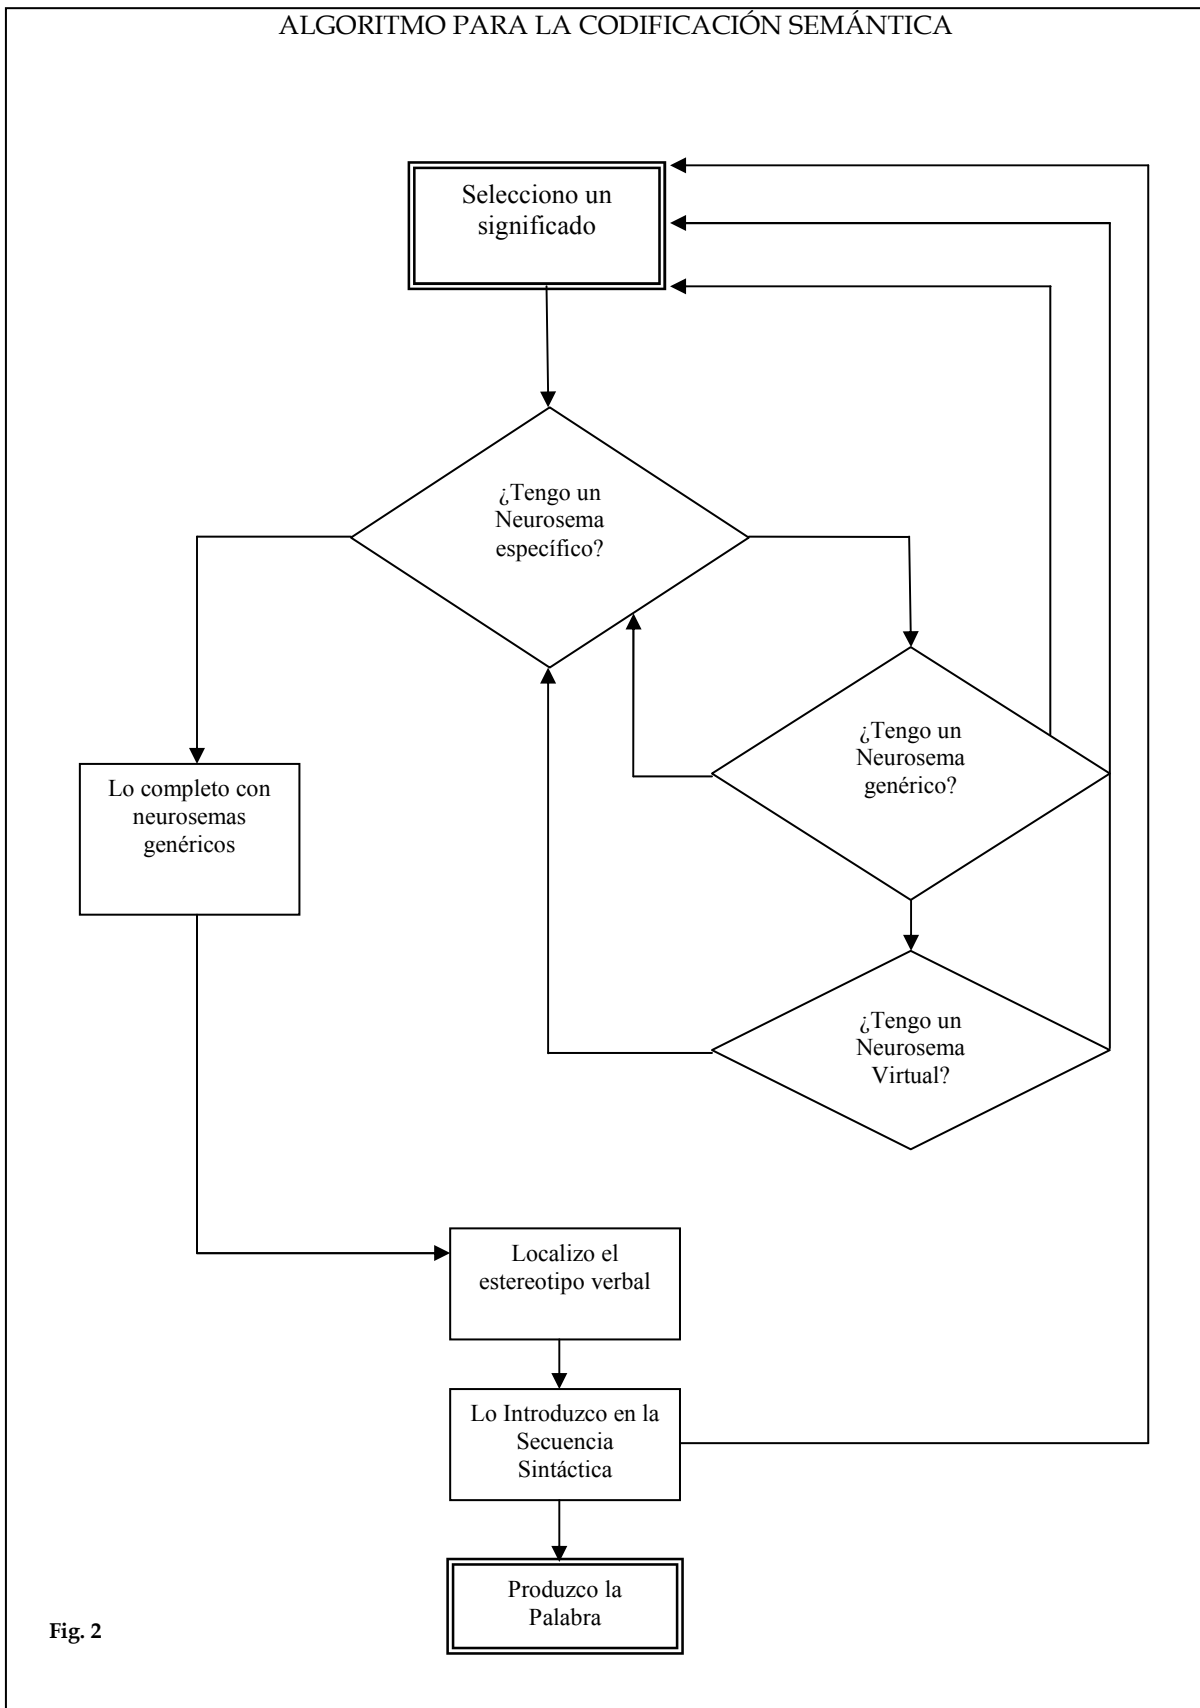 ALGORITMO PARA LA CODIFICACIÓN SEMÁNTICA
Selecciono un
significado
¿Tengo un
Neurosema
específico?
¿Tengo un
Neurosema
genérico?
Lo completo con
neurosemas
genéricos
¿Tengo un
Neurosema
Virtual?
Localizo el
estereotipo verbal
Lo Introduzco en la
Secuencia
Sintáctica
Produzco la
Palabra
Fig. 2